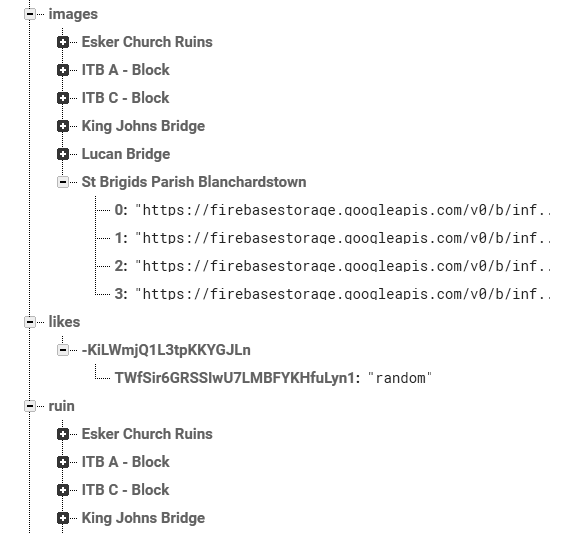 images
Esker Church Ruins
ITB A - Block
ITB C - Block
King Johns Bridge
Lucan Bridge
St Brigids Parish Blanchardstown
0: "https://firebasestorage.googleapis.com/v0/b/inf..
1: "https://firebasestorage.googleapis.com/v0/b/inf..
2: "https://firebasestorage.googleapis.com/v0/b/inf..
3: "https://firebasestorage.googleapis.com/v0/b/inf..
likes
-KiLWmjQ1L3tpKKYGJLn
TWfSir6GRSSlwU7LMBFYKHfuLyn1: "random"
ruin
Esker Church Ruins
ITB A - Block
ITB C - Block
King Johns Bridge